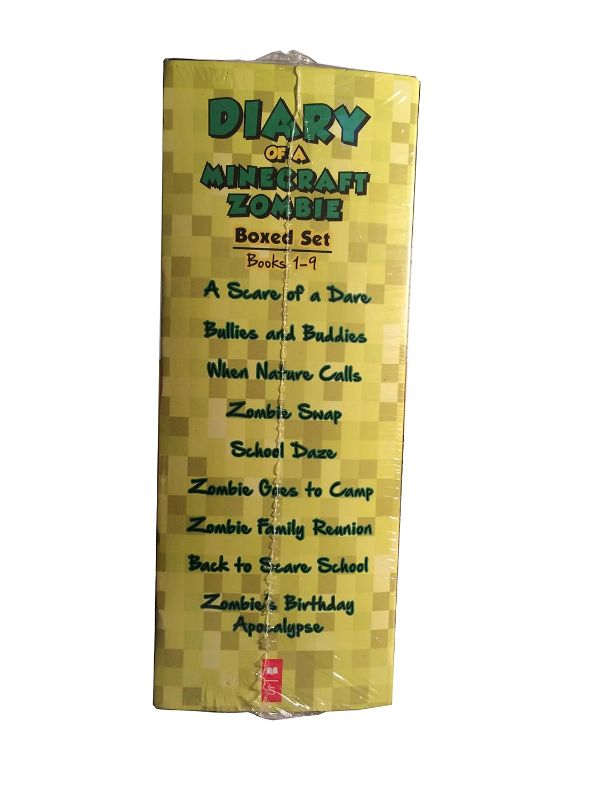 DIARY
OF A
MINECRAFT
ZOMBIE
Boxed Set
Books 1-9
A Scare of a Dare
Bullies and Buddies
When Nature Calls
Zombie Swap
School Daze
Zombie Goes to Camp
Zombie Family Reunion
Back to Scare School
Zombie's Birthday
Apocalypse